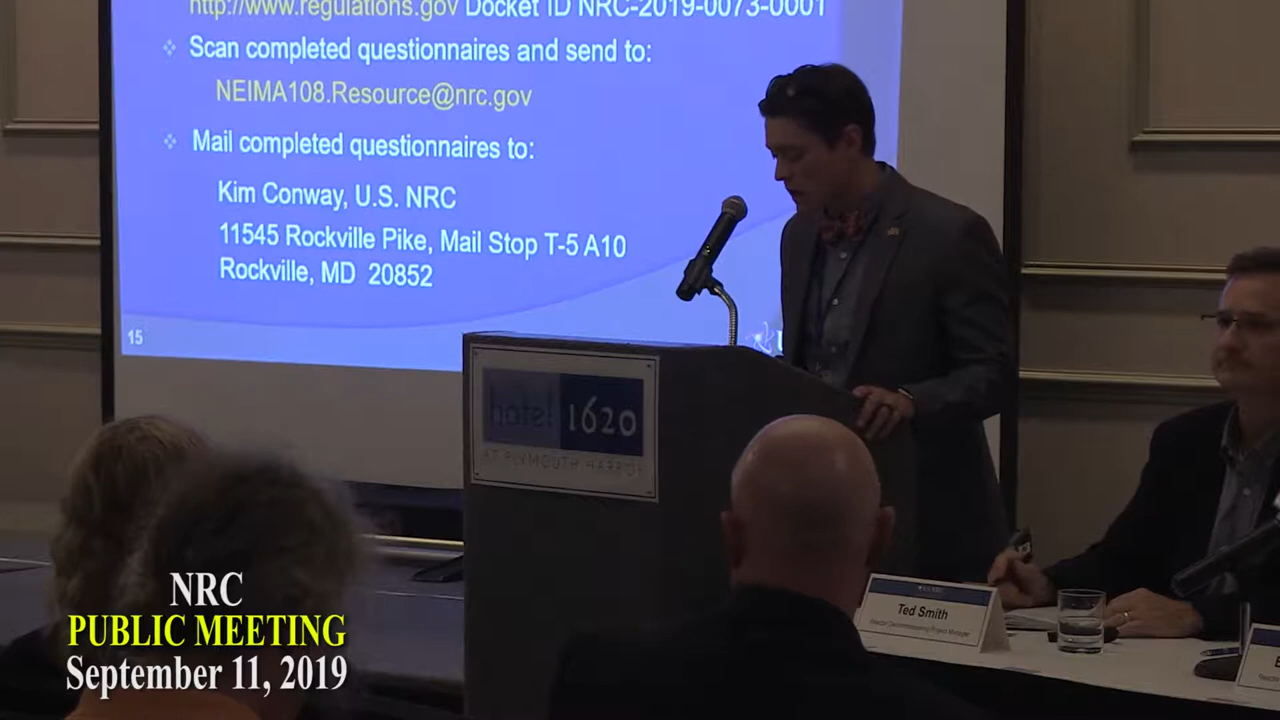 http://www.regulations.gov Docket ID NRC-2019-0073-0001
Scan completed questionnaires and send to:
NEIMA108.Resource@nrc.gov
Mail completed questionnaires to:
Kim Conway, U.S. NRC
11545 Rockville Pike, Mail Stop T-5 A10
Rockville, MD 20852
15
hotel 1620
AT PLYMOUTH HARBOR
Ted Smith
NRC
PUBLIC MEETING
September 11, 2019